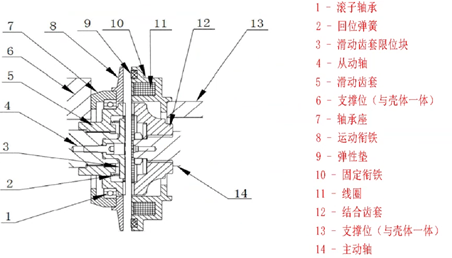 8
9
10
11
12
13
7
6
5
4
3
2
1
14
1 - 滚子轴承
2 - 回位弹簧
3 - 滑动齿套限位块
4 - 从动轴
5 - 滑动齿套
6 - 支撑位（与壳体一体）
7 - 轴承座
8 - 运动衔铁
9 - 弹性垫
10 - 固定衔铁
11 - 线圈
12 - 结合齿套
13 - 支撑位（与壳体一体）
14 - 主动轴